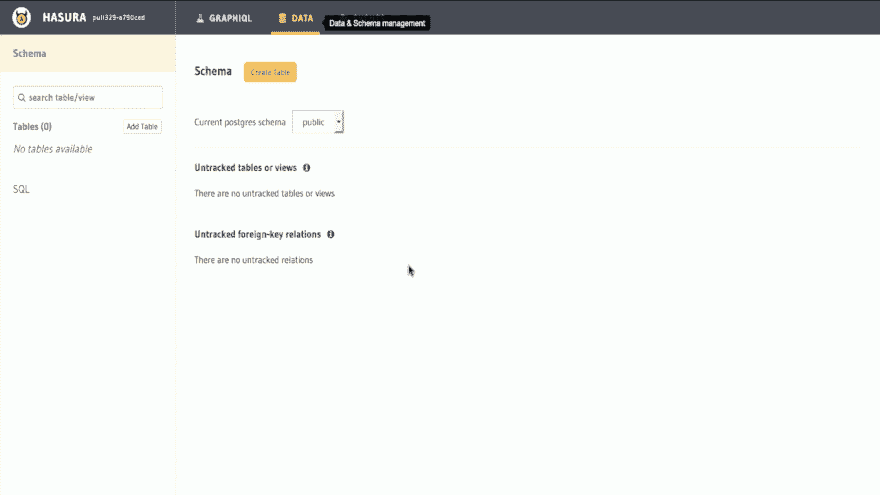 HASURA pull329-a790ced GRAPHIQL DATA
Data & Schema management
Schema
search table/view
Tables (0) Add Table
No tables available
SQL
Schema Create Table
Current postgres schema public
Untracked tables or views
There are no untracked tables or views
Untracked foreign-key relations
There are no untracked relations